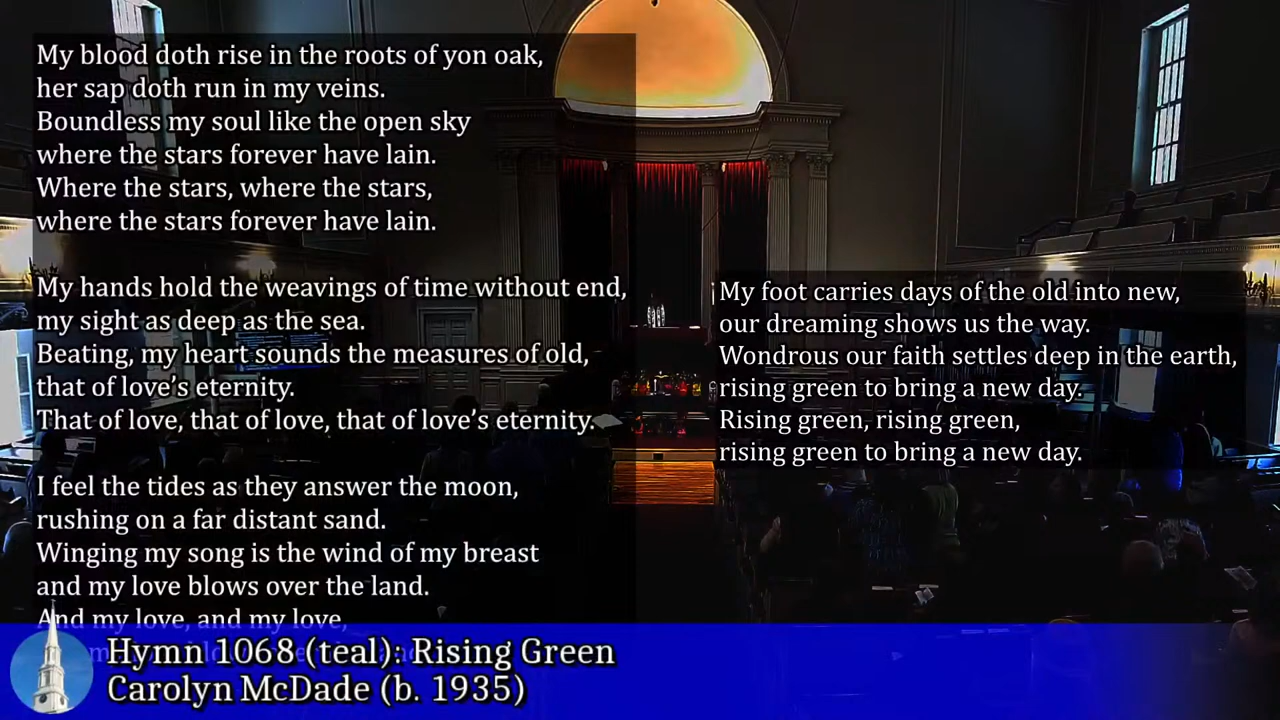 My blood doth rise in the roots of yon oak,
her sap doth run in my veins.
Boundless my soul like the open sky
where the stars forever have lain.
Where the stars, where the stars,
where the stars forever have lain.
My hands hold the weavings of time without end,
my sight as deep as the sea.
Beating, my heart sounds the measures of old,
that of love’s eternity.
That of love, that of love, that of love’s eternity.
I feel the tides as they answer the moon,
rushing on a far distant sand.
Winging my song is the wind of my breast
and my love blows over the land.
And my love, and my love,
My foot carries days of the old into new,
our dreaming shows us the way.
Wondrous our faith settles deep in the earth,
rising green to bring a new day.
Rising green, rising green,
rising green to bring a new day.
Hymn 1068 (teal): Rising Green
Carolyn McDade (b. 1935)